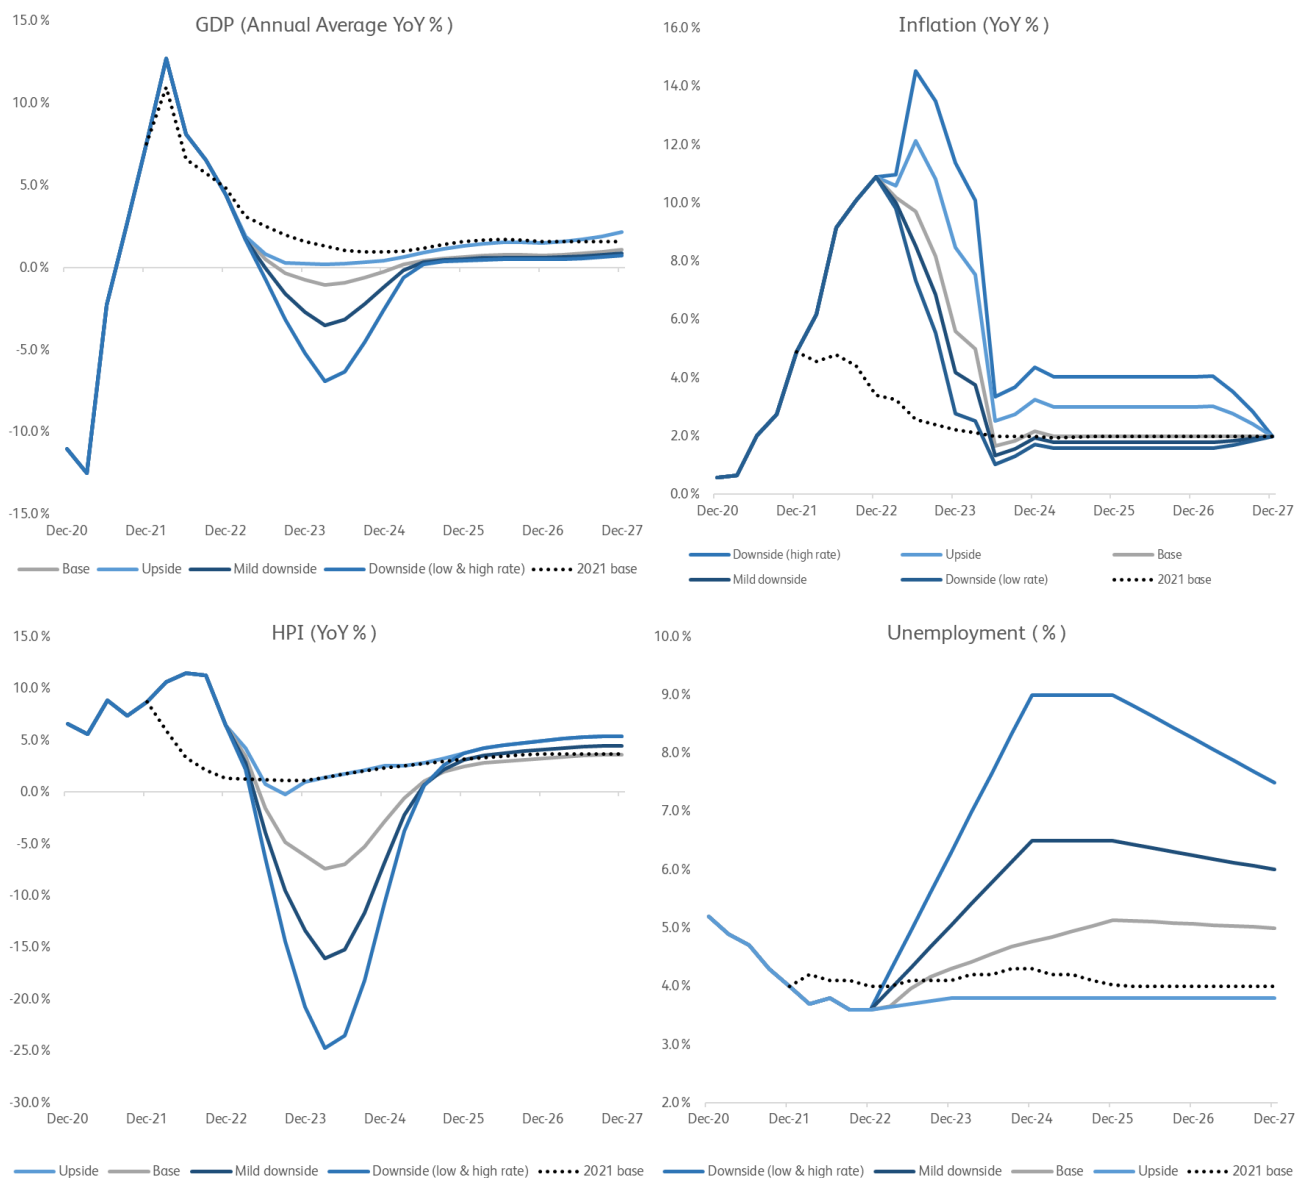 GDP (Annual Average YoY %)
15.0%
10.0%
5.0%
0.0%
-5.0%
-10.0%
-15.0%
Dec-20 Dec-21 Dec-22 Dec-23 Dec-24 Dec-25 Dec-26 Dec-27
Base Upside Mild downside Downside (low & high rate) 2021 base
Inflation (YoY %)
16.0%
14.0%
12.0%
10.0%
8.0%
6.0%
4.0%
2.0%
0.0%
Dec-20 Dec-21 Dec-22 Dec-23 Dec-24 Dec-25 Dec-26 Dec-27
Downside (high rate) Upside Base
Mild downside Downside (low rate) 2021 base
HPI (YoY %)
15.0%
10.0%
5.0%
0.0%
-5.0%
-10.0%
-15.0%
-20.0%
-25.0%
-30.0%
Dec-20 Dec-21 Dec-22 Dec-23 Dec-24 Dec-25 Dec-26 Dec-27
Upside Base Mild downside Downside (low & high rate) 2021 base
Unemployment (%)
10.0%
9.0%
8.0%
7.0%
6.0%
5.0%
4.0%
3.0%
2.0%
Dec-20 Dec-21 Dec-22 Dec-23 Dec-24 Dec-25 Dec-26 Dec-27
Downside (low & high rate) Mild downside Base Upside 2021 base